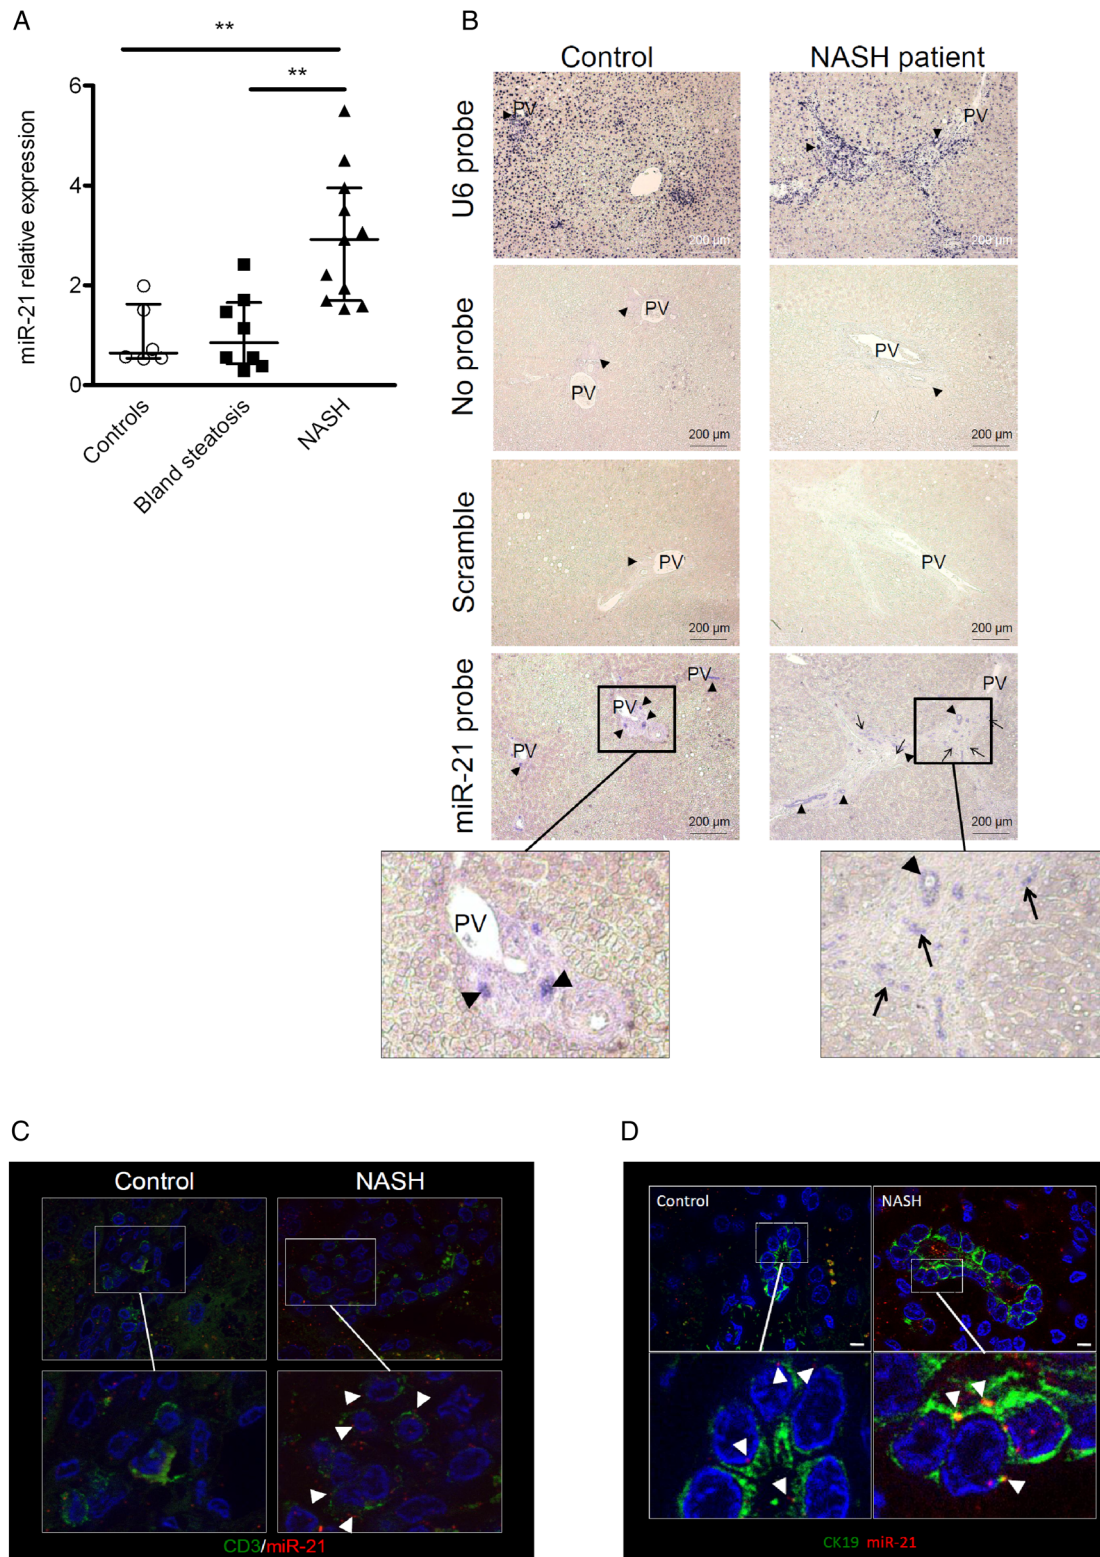 A
**
**
6
4
2
0
miR-21 relative expression
Controls
Bland steatosis
NASH
B
Control
NASH patient
U6 probe
PV
200 µm
PV
200 µm
No probe
PV
PV
200 µm
PV
200 µm
Scramble
PV
200 µm
PV
200 µm
miR-21 probe
PV
PV
PV
200 µm
PV
200 µm
PV
C
Control
NASH
CD3/miR-21
D
Control
NASH
CK19 miR-21